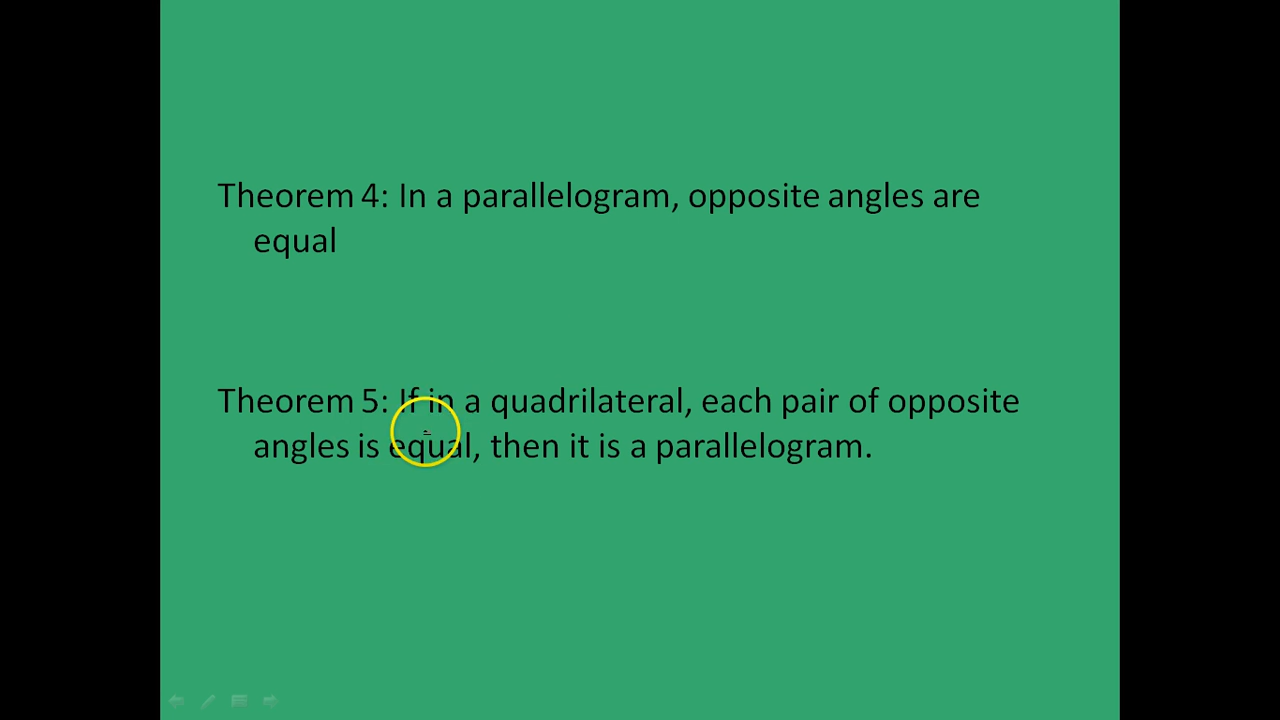 Theorem 4: In a parallelogram, opposite angles are
equal
Theorem 5: If in a quadrilateral, each pair of opposite
angles is equal, then it is a parallelogram.